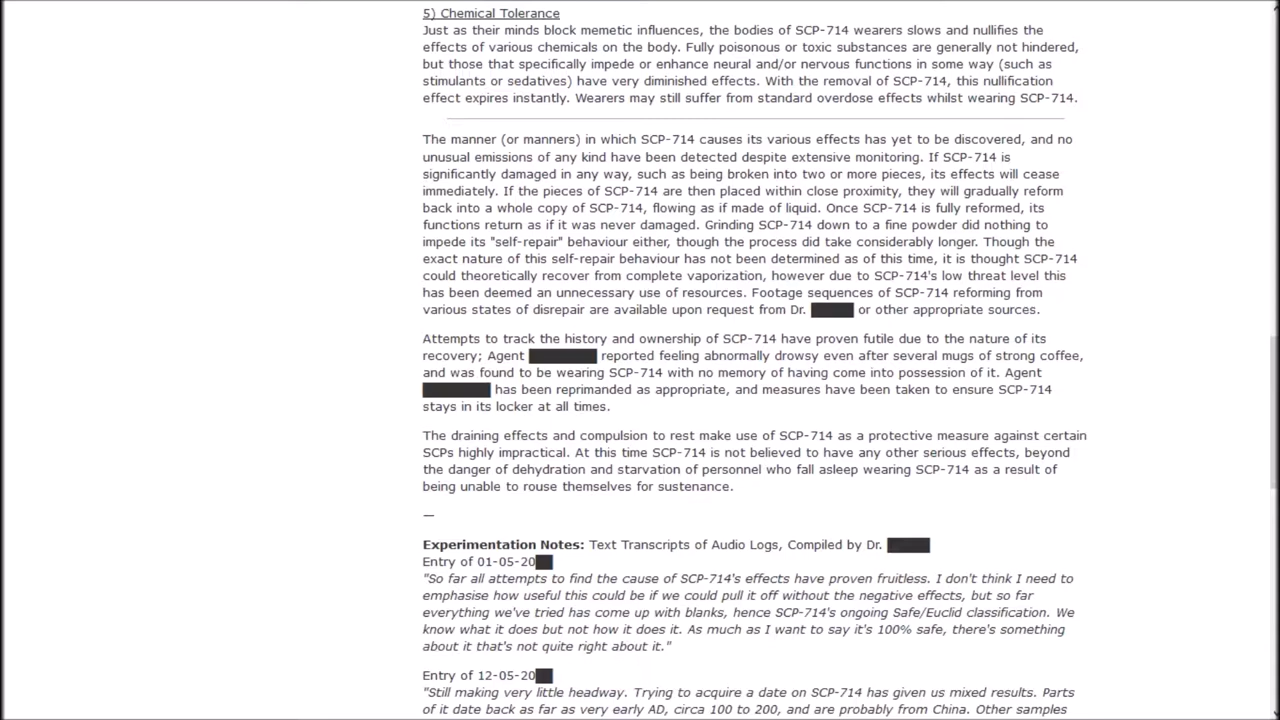 5) Chemical Tolerance
Just as their minds block memetic influences, the bodies of SCP-714 wearers slows and nullifies the
effects of various chemicals on the body. Fully poisonous or toxic substances are generally not hindered,
but those that specifically impede or enhance neural and/or nervous functions in some way (such as
stimulants or sedatives) have very diminished effects. With the removal of SCP-714, this nullification
effect expires instantly. Wearers may still suffer from standard overdose effects whilst wearing SCP-714.
The manner (or manners) in which SCP-714 causes its various effects has yet to be discovered, and no
unusual emissions of any kind have been detected despite extensive monitoring. If SCP-714 is
significantly damaged in any way, such as being broken into two or more pieces, its effects will cease
immediately. If the pieces of SCP-714 are then placed within close proximity, they will gradually reform
back into a whole copy of SCP-714, flowing as if made of liquid. Once SCP-714 is fully reformed, its
functions return as if it was never damaged. Grinding SCP-714 down to a fine powder did nothing to
impede its "self-repair" behaviour either, though the process did take considerably longer. Though the
exact nature of this self-repair behaviour has not been determined as of this time, it is thought SCP-714
could theoretically recover from complete vaporization, however due to SCP-714's low threat level this
has been deemed an unnecessary use of resources. Footage sequences of SCP-714 reforming from
various states of disrepair are available upon request from Dr. or other appropriate sources.
Attempts to track the history and ownership of SCP-714 have proven futile due to the nature of its
recovery; Agent reported feeling abnormally drowsy even after several mugs of strong coffee,
and was found to be wearing SCP-714 with no memory of having come into possession of it. Agent
has been reprimanded as appropriate, and measures have been taken to ensure SCP-714
stays in its locker at all times.
The draining effects and compulsion to rest make use of SCP-714 as a protective measure against certain
SCPs highly impractical. At this time SCP-714 is not believed to have any other serious effects, beyond
the danger of dehydration and starvation of personnel who fall asleep wearing SCP-714 as a result of
being unable to rouse themselves for sustenance.
—
Experimentation Notes: Text Transcripts of Audio Logs, Compiled by Dr.
Entry of 01-05-20
"So far all attempts to find the cause of SCP-714's effects have proven fruitless. I don't think I need to
emphasise how useful this could be if we could pull it off without the negative effects, but so far
everything we've tried has come up with blanks, hence SCP-714's ongoing Safe/Euclid classification. We
know what it does but not how it does it. As much as I want to say it's 100% safe, there's something
about it that's not quite right about it."
Entry of 12-05-20
"Still making very little headway. Trying to acquire a date on SCP-714 has given us mixed results. Parts
of it date back as far as very early AD, circa 100 to 200, and are probably from China. Other samples